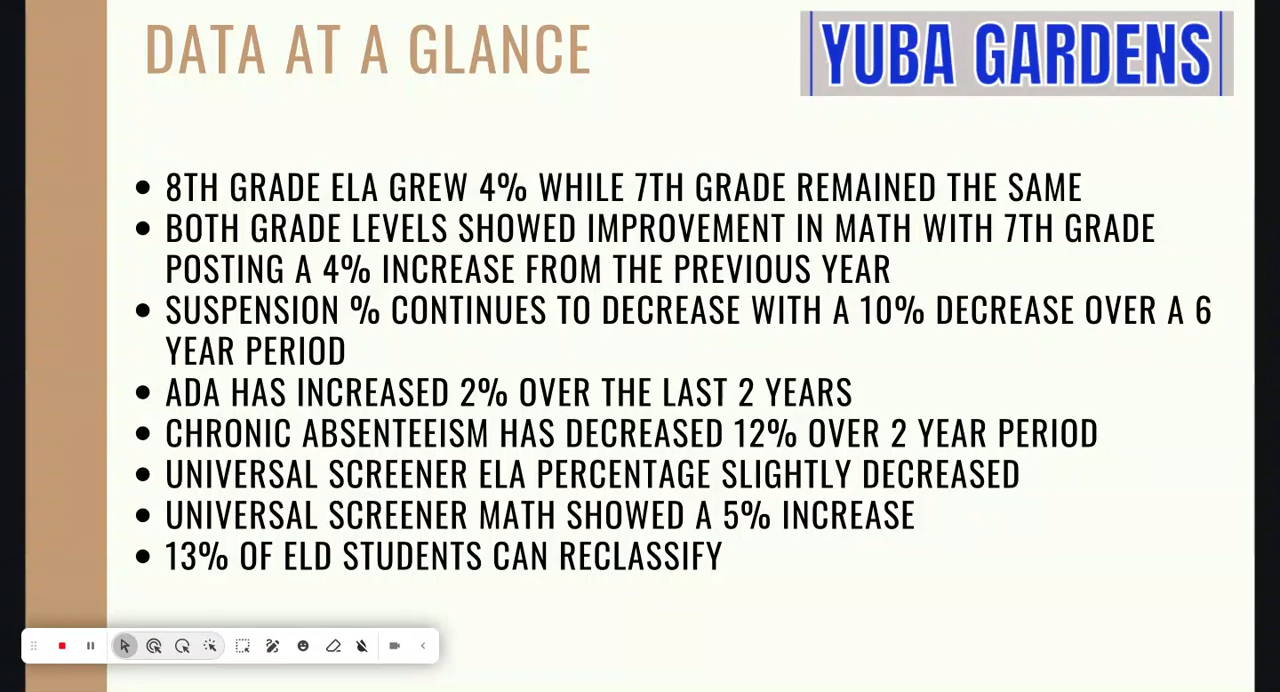 DATA AT A GLANCE
YUBA GARDENS
• 8TH GRADE ELA GREW 4% WHILE 7TH GRADE REMAINED THE SAME
• BOTH GRADE LEVELS SHOWED IMPROVEMENT IN MATH WITH 7TH GRADE
POSTING A 4% INCREASE FROM THE PREVIOUS YEAR
• SUSPENSION % CONTINUES TO DECREASE WITH A 10% DECREASE OVER A 6
YEAR PERIOD
• ADA HAS INCREASED 2% OVER THE LAST 2 YEARS
• CHRONIC ABSENTEEISM HAS DECREASED 12% OVER 2 YEAR PERIOD
• UNIVERSAL SCREENER ELA PERCENTAGE SLIGHTLY DECREASED
• UNIVERSAL SCREENER MATH SHOWED A 5% INCREASE
• 13% OF ELD STUDENTS CAN RECLASSIFY